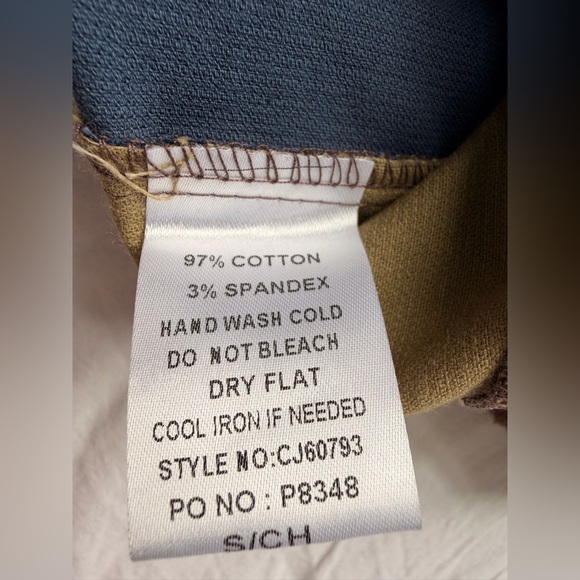 97% COTTON
3% SPANDEX
HAND WASH COLD
DO NOT BLEACH
DRY FLAT
COOL IRON IF NEEDED
STYLE NO:CJ60793
PO NO : P8348
S/CH